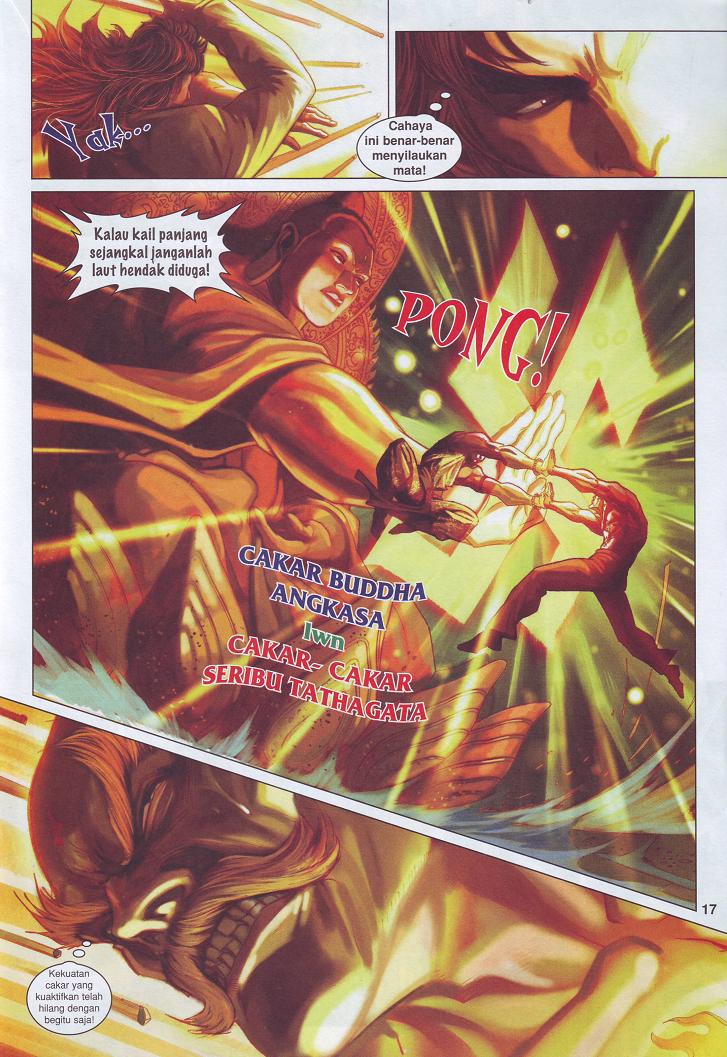 Yak...
Cahaya
ini benar-benar
menyilaukan
mata!
Kalau kail panjang
sejangkal janganlah
laut hendak diduga!
PONG!
CAKAR BUDDHA
ANGKASA
lwn
CAKAR- CAKAR
SERIBU TATHAGATA
17
Kekuatan
cakar yang
kuaktifkan telah
hilang dengan
begitu saja!